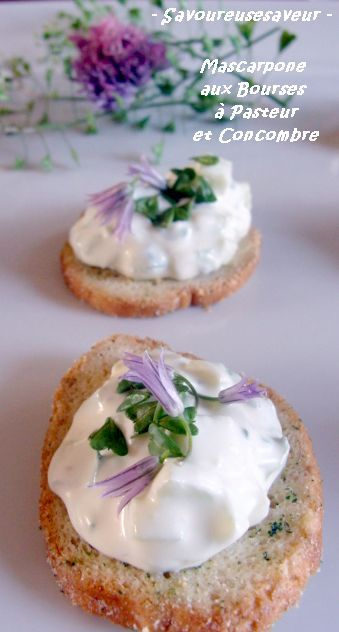 - Savoureusesaveur -
Mascarpone
aux Bourses
à Pasteur
et Concombre